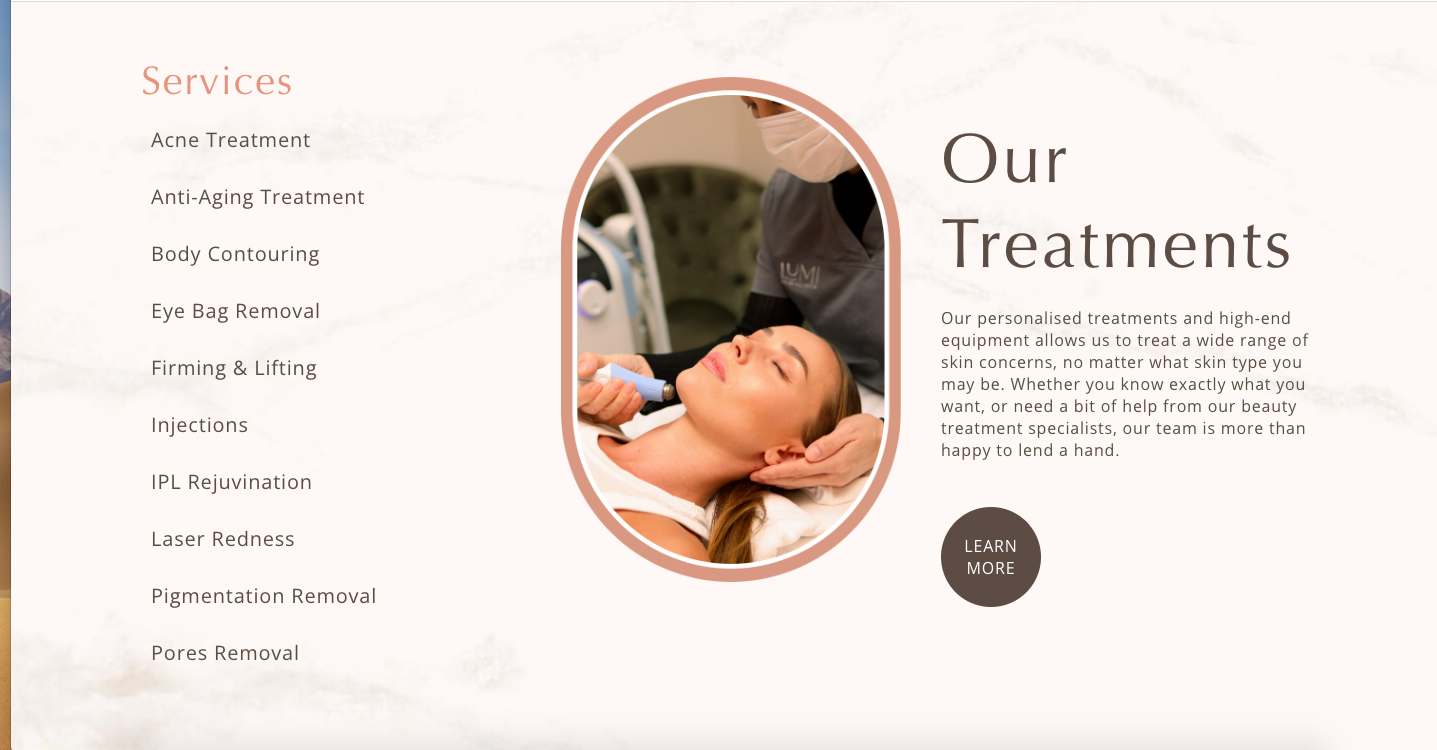 Services
Acne Treatment
Anti-Aging Treatment
Body Contouring
Eye Bag Removal
Firming & Lifting
Injections
IPL Rejuvination
Laser Redness
Pigmentation Removal
Pores Removal
LUMI
Our
Treatments
Our personalised treatments and high-end
equipment allows us to treat a wide range of
skin concerns, no matter what skin type you
may be. Whether you know exactly what you
want, or need a bit of help from our beauty
treatment specialists, our team is more than
happy to lend a hand.
LEARN
MORE